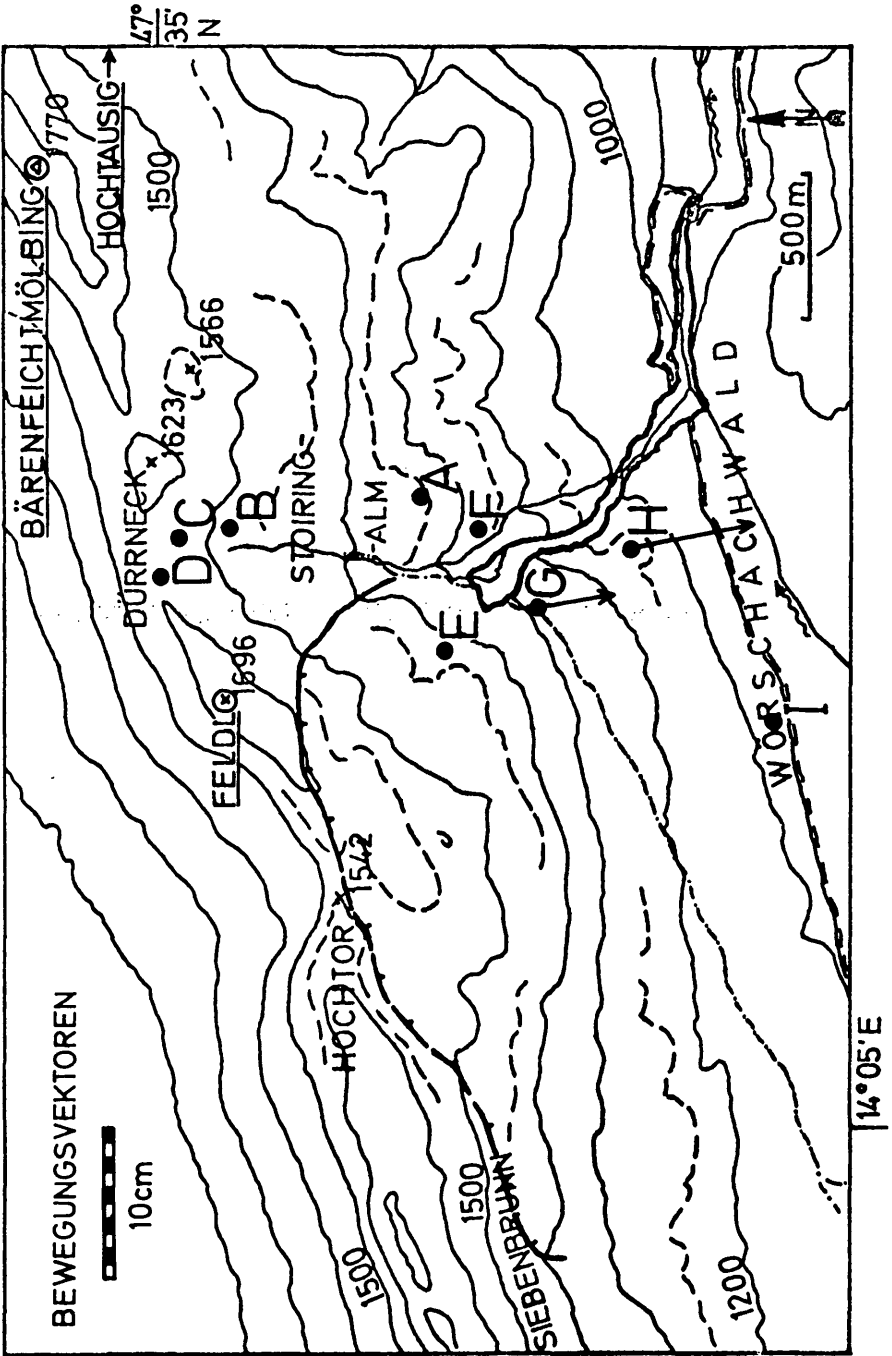 BEWEGUNGSVEKTOREN
10cm
BÄRENFEICHTMÖLBING
1770
HOCHTAUSIG
47°
35'
N
1500
DÜRRNECK
1623
1566
FELDL
1696
D
C
B
STOIRING-
ALM
HOCHTOR
1542
1500
1500
SIEBENBRUNN
A
E
F
G
H
I
1000
1200
WÖRSCHACHWALD
N
500m
14°05'E